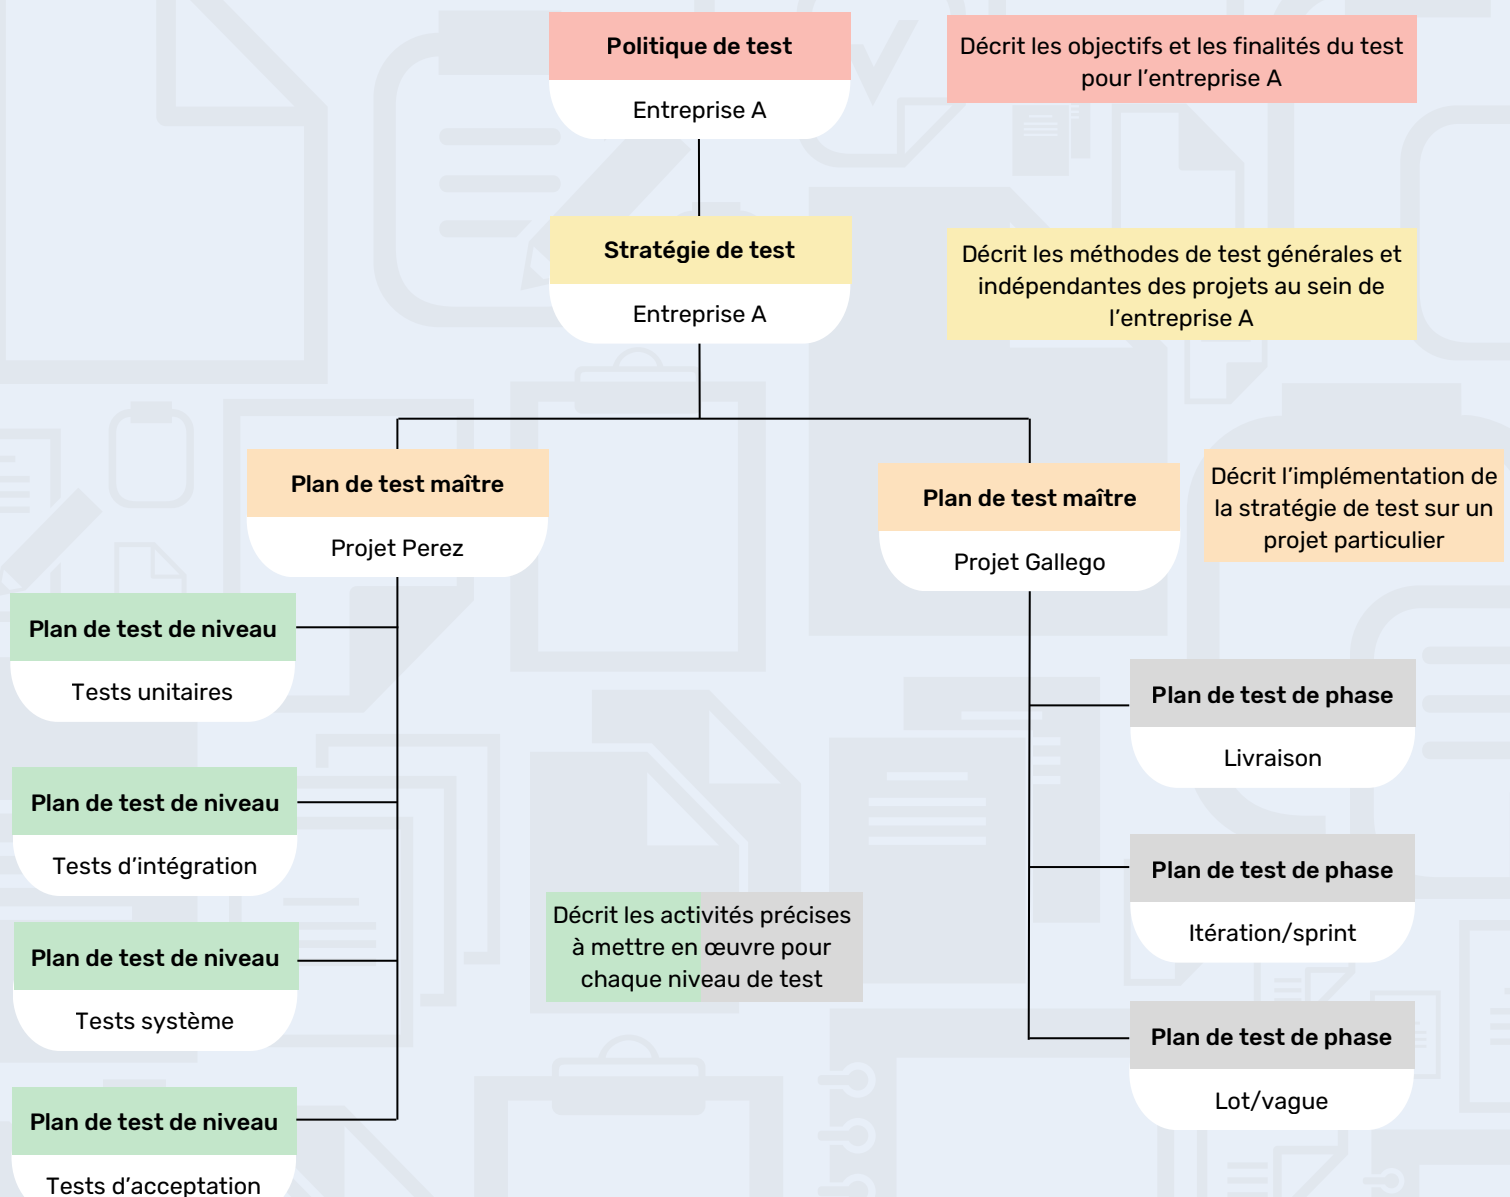 Politique de test
Entreprise A
Décrit les objectifs et les finalités du test
pour l'entreprise A
Stratégie de test
Entreprise A
Décrit les méthodes de test générales et
indépendantes des projets au sein de
l'entreprise A
Plan de test maître
Projet Perez
Plan de test maître
Projet Gallego
Décrit l'implémentation de
la stratégie de test sur un
projet particulier
Plan de test de niveau
Tests unitaires
Plan de test de niveau
Tests d'intégration
Plan de test de niveau
Tests système
Plan de test de niveau
Tests d'acceptation
Décrit les activités précises
à mettre en œuvre pour
chaque niveau de test
Plan de test de phase
Livraison
Plan de test de phase
Itération/sprint
Plan de test de phase
Lot/vague